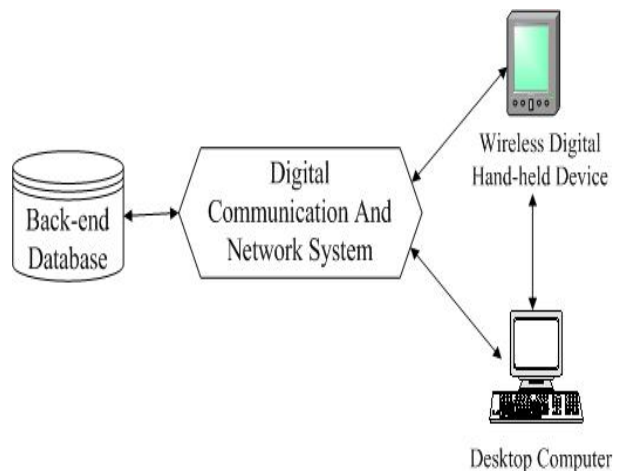 Back-end
Database
Digital
Communication And
Network System
Wireless Digital
Hand-held Device
Desktop Computer